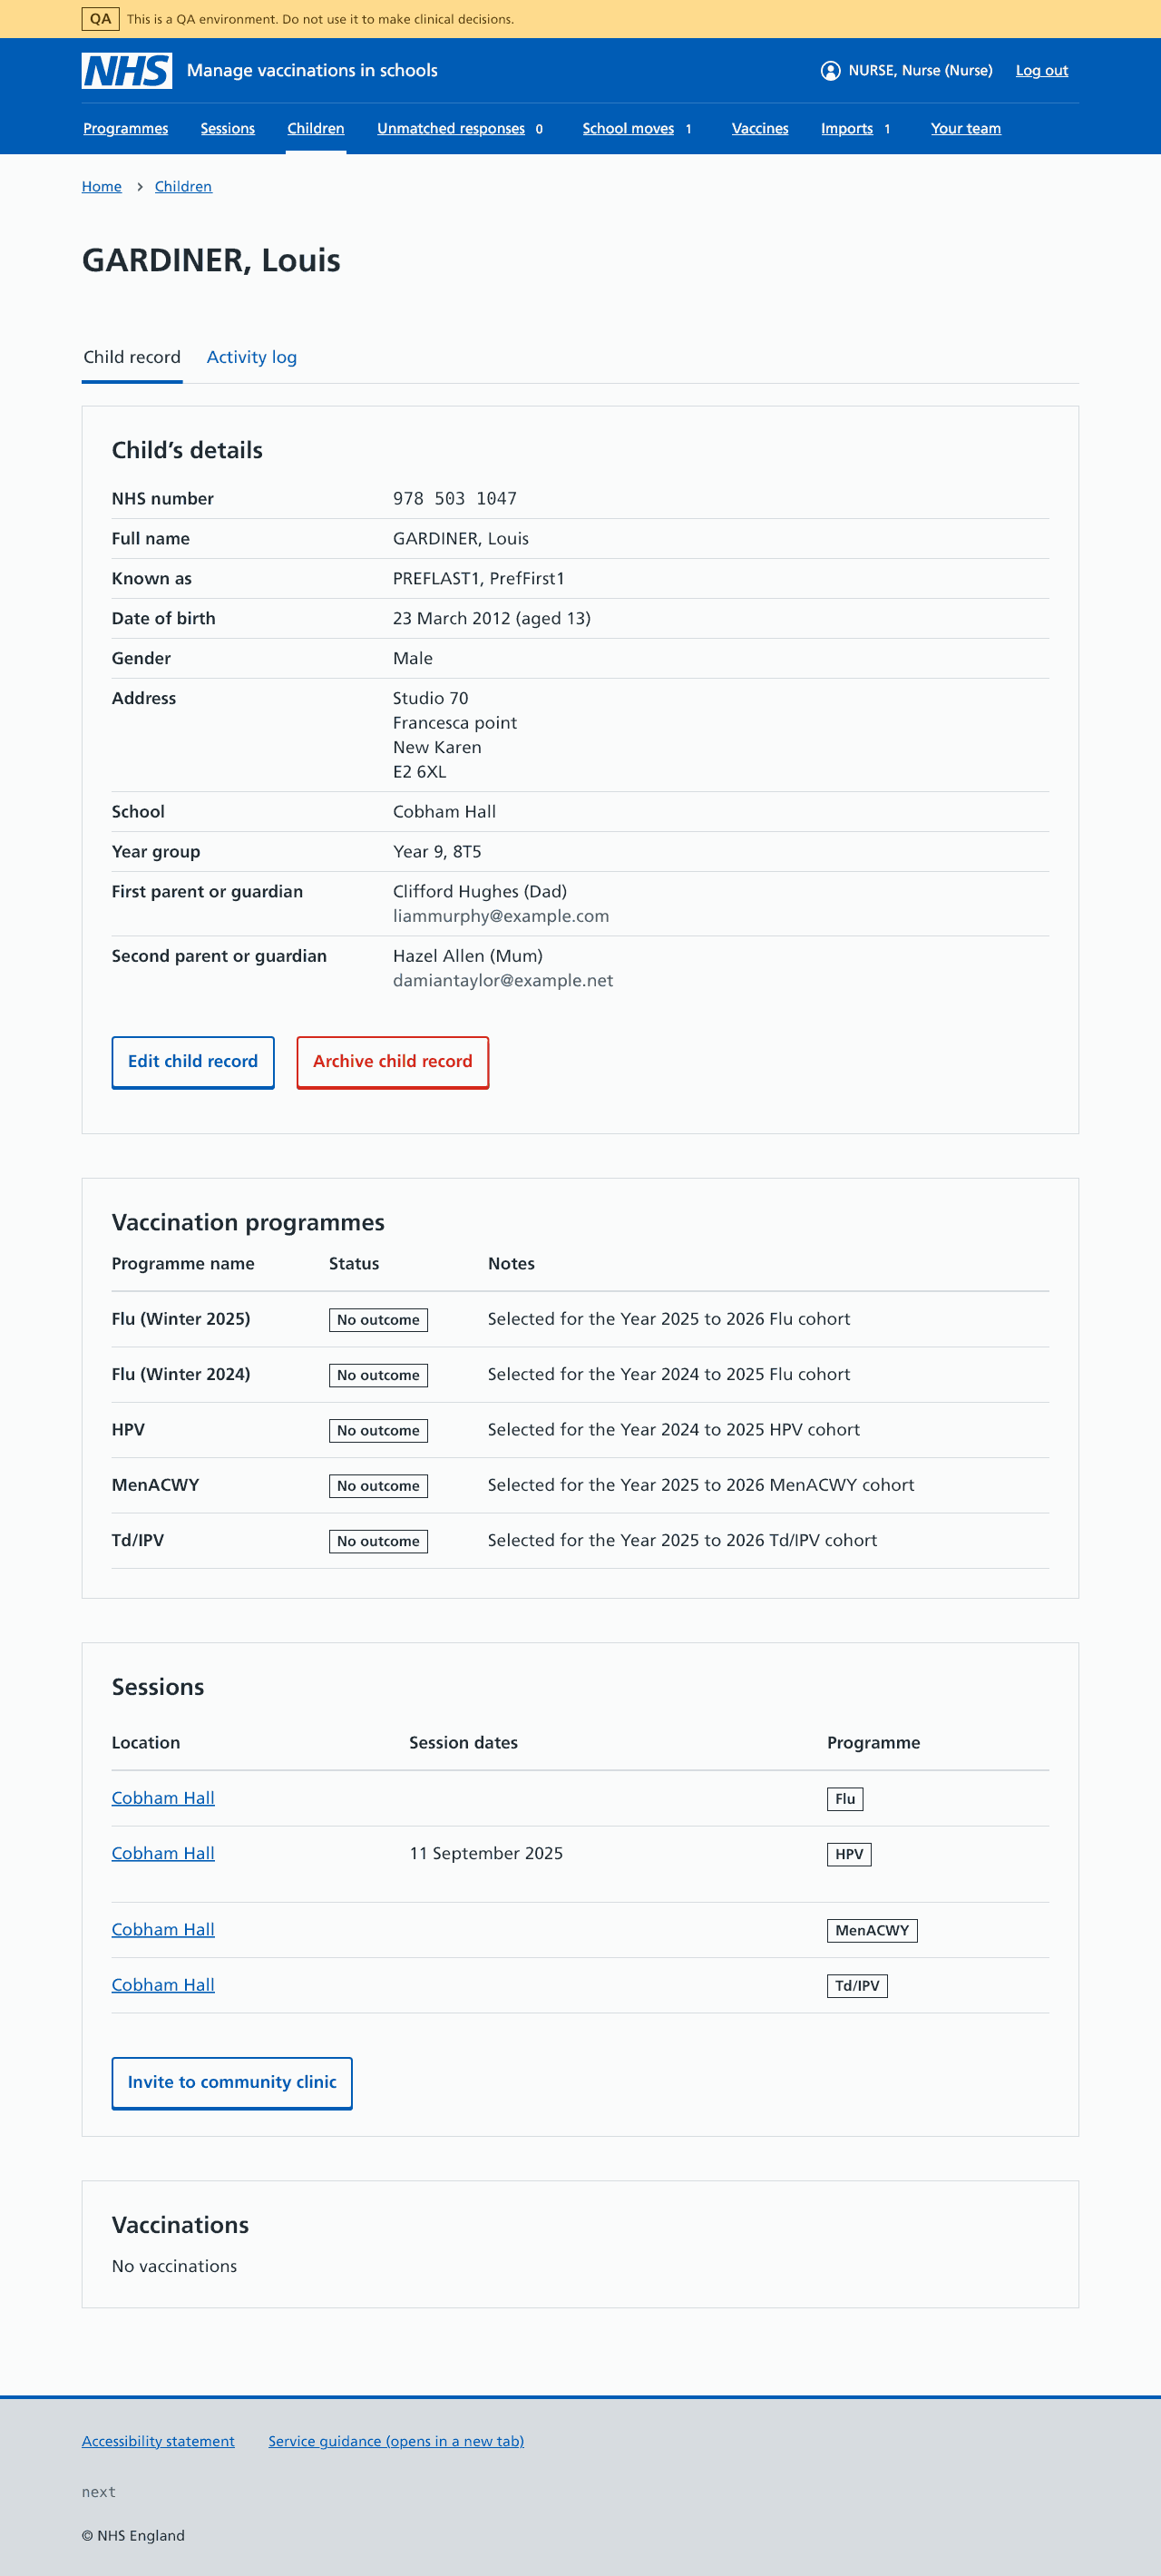 QA This is a QA environment. Do not use it to make clinical decisions.
NHS Manage vaccinations in schools NURSE, Nurse (Nurse) Log out
Programmes Sessions Children Unmatched responses 0 School moves 1 Vaccines Imports 1 Your team
Home Children
GARDINER, Louis
Child record Activity log
Child’s details
NHS number 978 503 1047
Full name GARDINER, Louis
Known as PREFLAST1, PrefFirst1
Date of birth 23 March 2012 (aged 13)
Gender Male
Address Studio 70
Francesca point
New Karen
E2 6XL
School Cobham Hall
Year group Year 9, 8T5
First parent or guardian Clifford Hughes (Dad)
liammurphy@example.com
Second parent or guardian Hazel Allen (Mum)
damiantaylor@example.net
Edit child record Archive child record
Vaccination programmes
Programme name Status Notes
Flu (Winter 2025) No outcome Selected for the Year 2025 to 2026 Flu cohort
Flu (Winter 2024) No outcome Selected for the Year 2024 to 2025 Flu cohort
HPV No outcome Selected for the Year 2024 to 2025 HPV cohort
MenACWY No outcome Selected for the Year 2025 to 2026 MenACWY cohort
Td/IPV No outcome Selected for the Year 2025 to 2026 Td/IPV cohort
Sessions
Location Session dates Programme
Cobham Hall Flu
Cobham Hall 11 September 2025 HPV
Cobham Hall MenACWY
Cobham Hall Td/IPV
Invite to community clinic
Vaccinations
No vaccinations
Accessibility statement Service guidance (opens in a new tab)
next
© NHS England